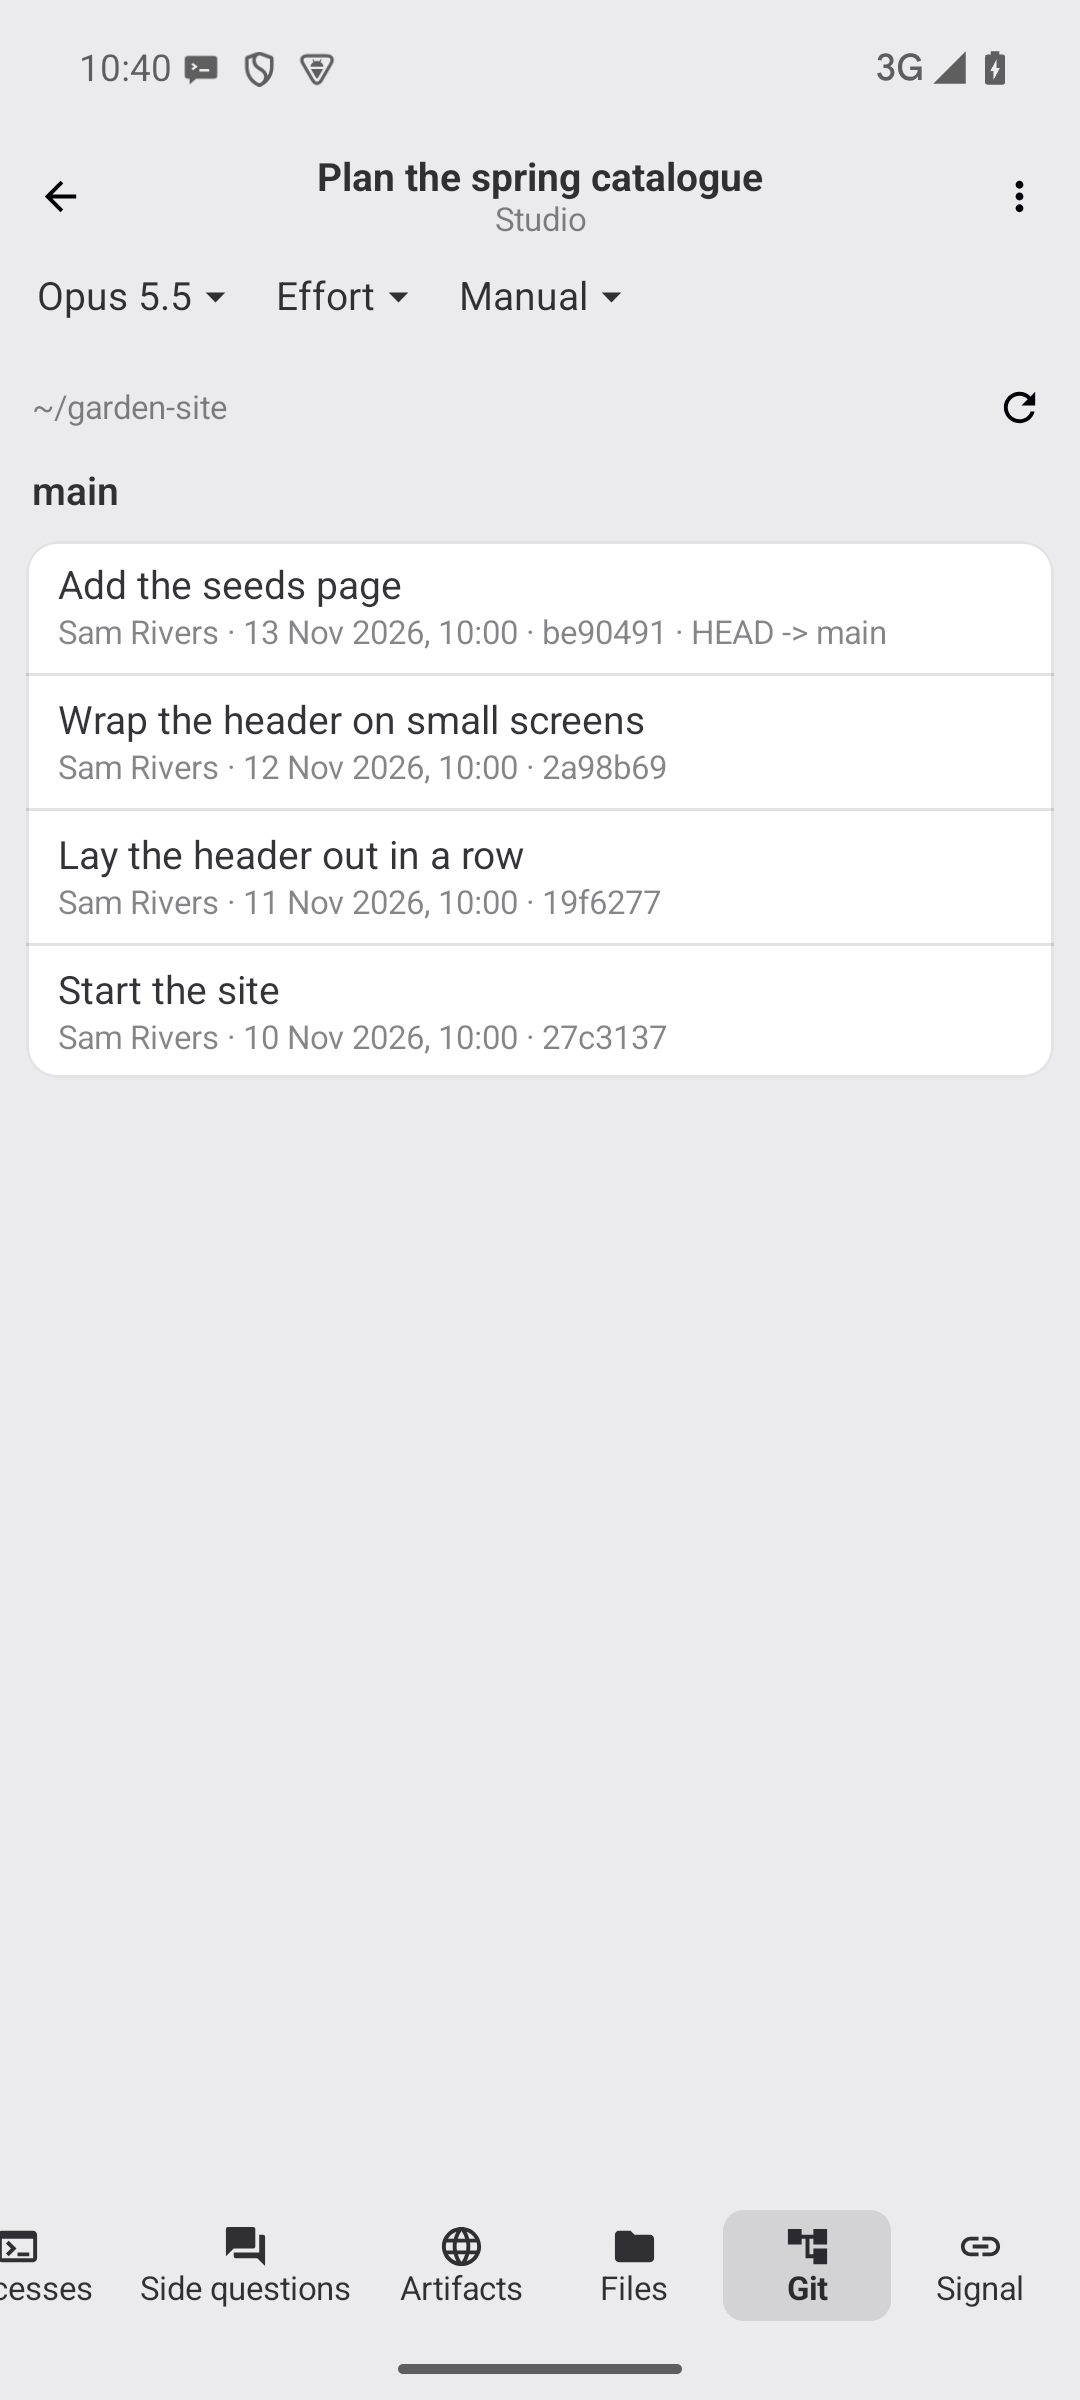 10:40
3G
Plan the spring catalogue
Studio
Opus 5.5 Effort Manual
~/garden-site
main
Add the seeds page
Sam Rivers · 13 Nov 2026, 10:00 · be90491 · HEAD -> main
Wrap the header on small screens
Sam Rivers · 12 Nov 2026, 10:00 · 2a98b69
Lay the header out in a row
Sam Rivers · 11 Nov 2026, 10:00 · 19f6277
Start the site
Sam Rivers · 10 Nov 2026, 10:00 · 27c3137
cesses Side questions Artifacts Files Git Signal